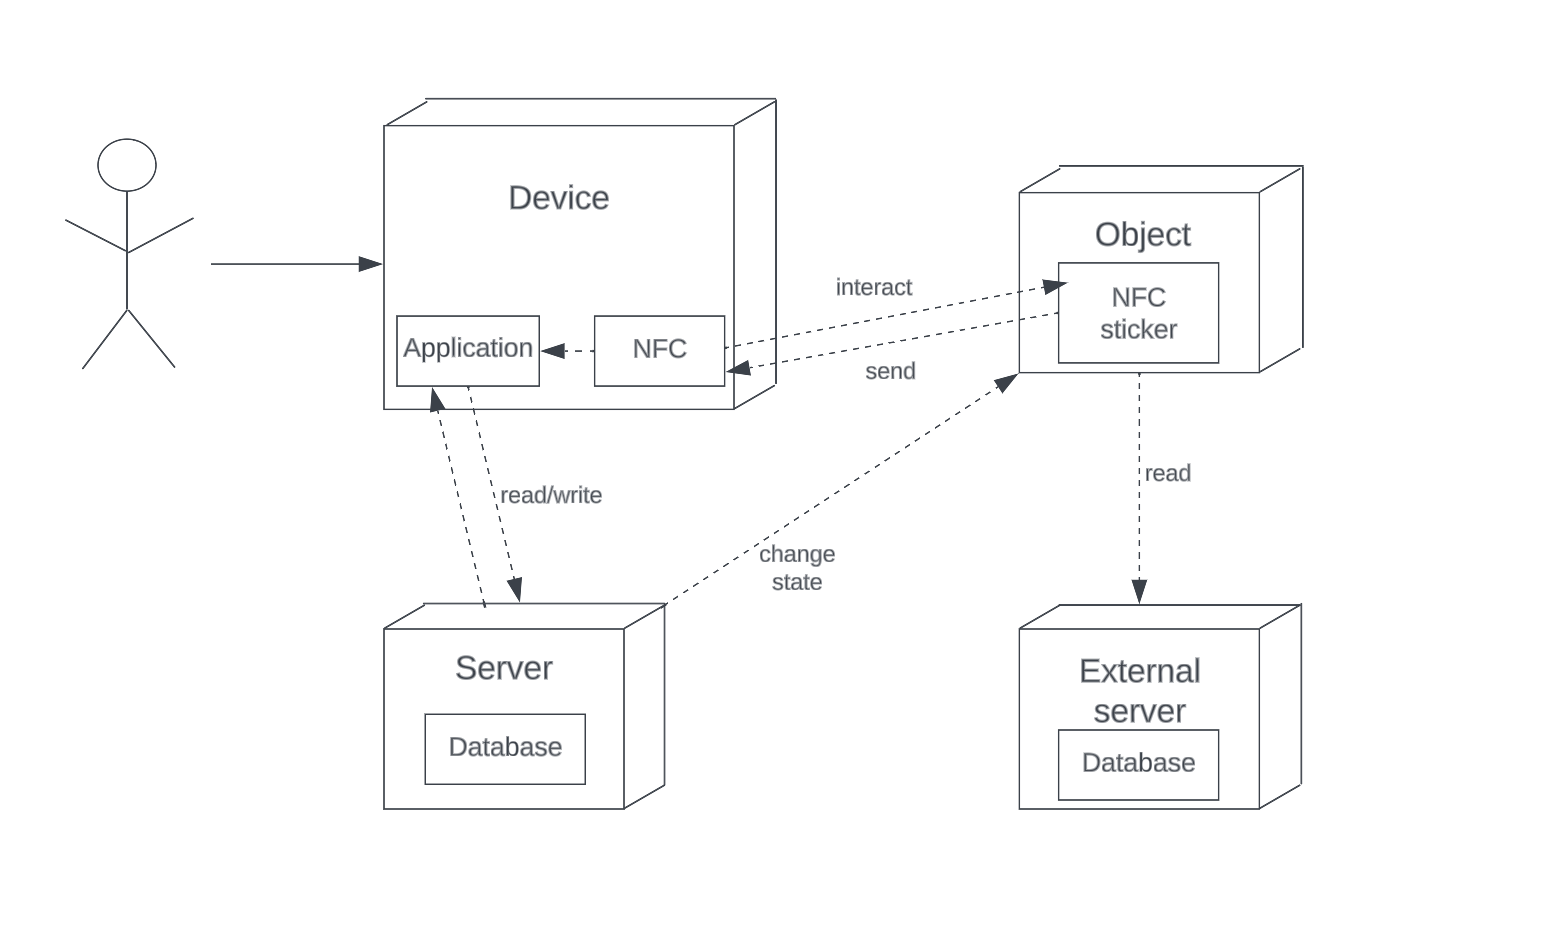 Device
Object
interact
NFC
sticker
Application
NFC
send
read
read/write
change
state
Server
External
server
Database
Database